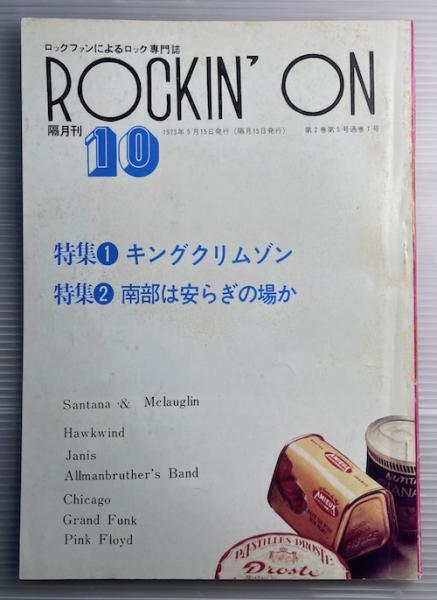 ロックファンによるロック専門誌
ROCKIN' ON
隔月刊
10
1973年9月15日発行(隔月15日発行) 第2巻第5号通巻7号
特集❶ キングクリムゾン
特集❷ 南部は安らぎの場か
Santana & Mclauglin
Hawkwind
Janis
Allmanbruther's Band
Chicago
Grand Funk
Pink Floyd
AMIEUX
PASTILLES-DROSTE
Droste